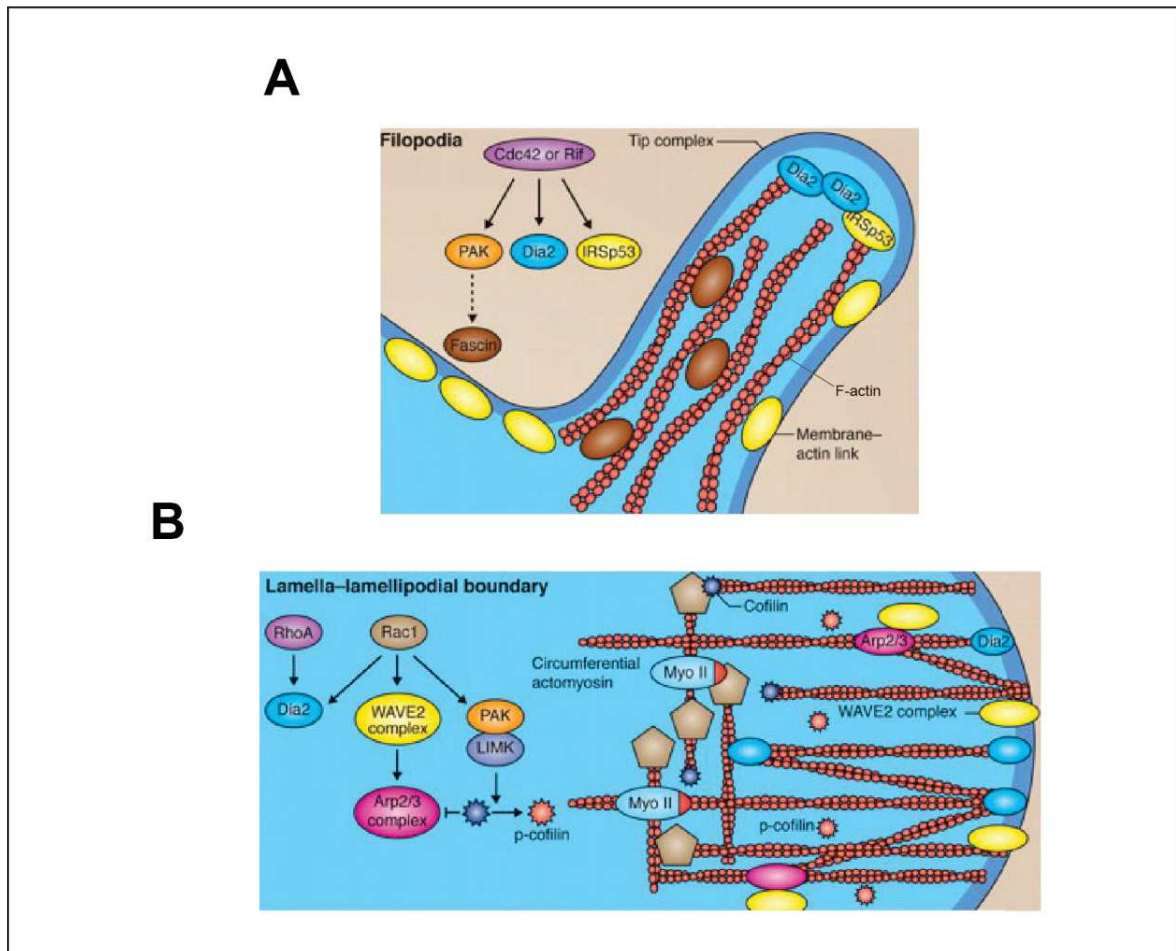 A
Filopodia
Cdc42 or Rif
Tip complex
Dia2
Dia2
IRSp53
PAK
Dia2
IRSp53
Fascin
F-actin
Membrane–
actin link
B
Lamella–lamellipodial boundary
RhoA
Rac1
Cofilin
Arp2/3
Dia2
Circumferential
actomyosin
Myo II
Dia2
WAVE2
complex
PAK
LIMK
WAVE2 complex
Arp2/3
complex
p-cofilin
Myo II
p-cofilin